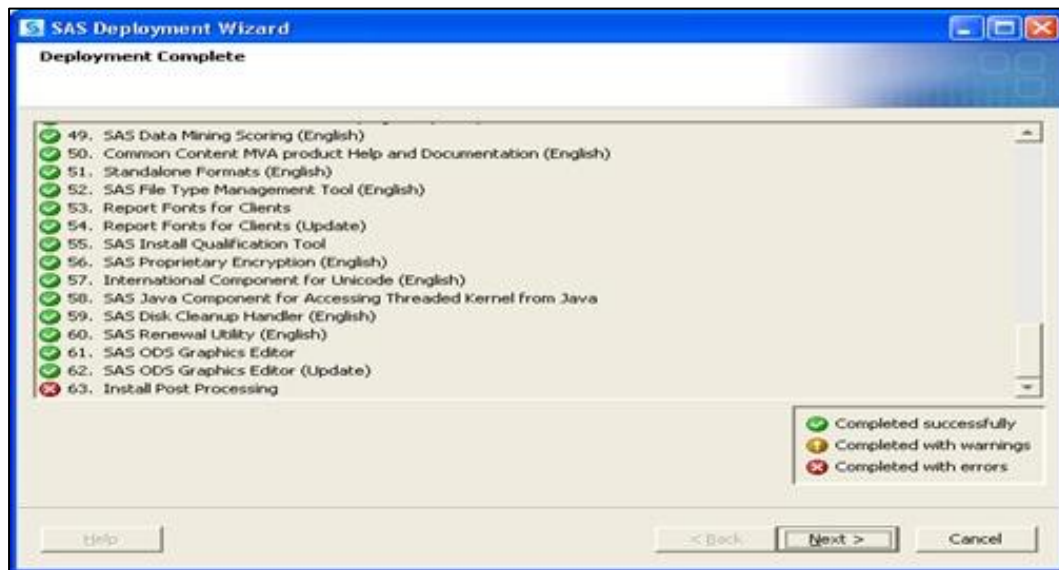 SAS Deployment Wizard
Deployment Complete
49. SAS Data Mining Scoring (English)
50. Common Content MVA product Help and Documentation (English)
51. Standalone Formats (English)
52. SAS File Type Management Tool (English)
53. Report Fonts for Clients
54. Report Fonts for Clients (Update)
55. SAS Install Qualification Tool
56. SAS Proprietary Encryption (English)
57. International Component for Unicode (English)
58. SAS Java Component for Accessing Threaded Kernel from Java
59. SAS Disk Cleanup Handler (English)
60. SAS Renewal Utility (English)
61. SAS ODS Graphics Editor
62. SAS ODS Graphics Editor (Update)
63. Install Post Processing
Completed successfully
Completed with warnings
Completed with errors
Help
< Back
Next >
Cancel